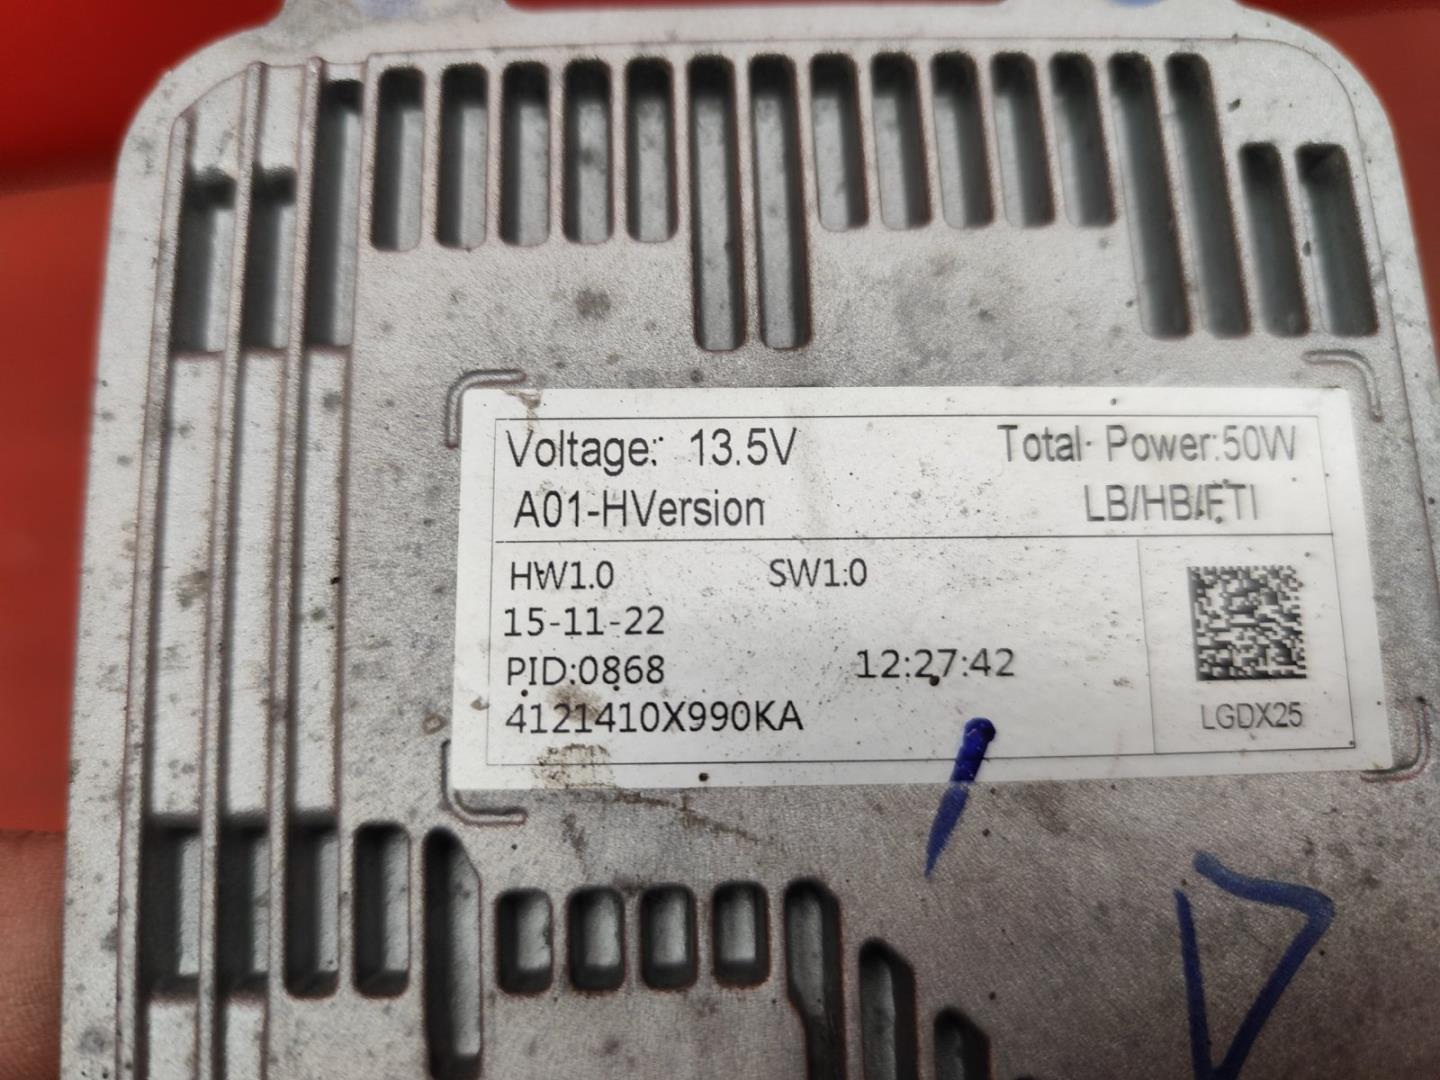 Voltage: 13.5V Total Power:50W
A01-HVersion LB/HB/FTI
HW1.0 SW1.0
15-11-22
PID:0868 12:27:42
4121410X990KA
LGDX25